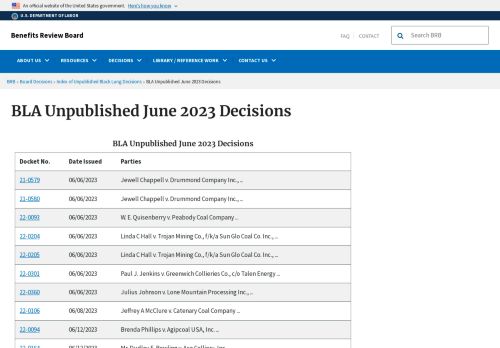 An official website of the United States government. Here's how you know
U.S. DEPARTMENT OF LABOR
Benefits Review Board
FAQ CONTACT
Search BRB
ABOUT US RESOURCES DECISIONS LIBRARY / REFERENCE WORK CONTACT US
BRB » Board Decisions » Index of Unpublished Black Lung Decisions » BLA Unpublished June 2023 Decisions
BLA Unpublished June 2023 Decisions
BLA Unpublished June 2023 Decisions
Docket No. Date Issued Parties
21-0579 06/06/2023 Jewell Chappell v. Drummond Company Inc., ...
21-0580 06/06/2023 Jewell Chappell v. Drummond Company Inc., ...
22-0093 06/06/2023 W. E. Quisenberry v. Peabody Coal Company ...
22-0204 06/06/2023 Linda C Hall v. Trojan Mining Co., f/k/a Sun Glo Coal Co. Inc., ...
22-0205 06/06/2023 Linda C Hall v. Trojan Mining Co., f/k/a Sun Glo Coal Co. Inc., ...
22-0301 06/06/2023 Paul J. Jenkins v. Greenwich Collieries Co., c/o Talen Energy ...
22-0360 06/06/2023 Julius Johnson v. Lone Mountain Processing Inc., ...
22-0106 06/08/2023 Jeffrey A McClure v. Catenary Coal Company ...
22-0094 06/12/2023 Brenda Phillips v. Agipcoal USA, Inc. ...